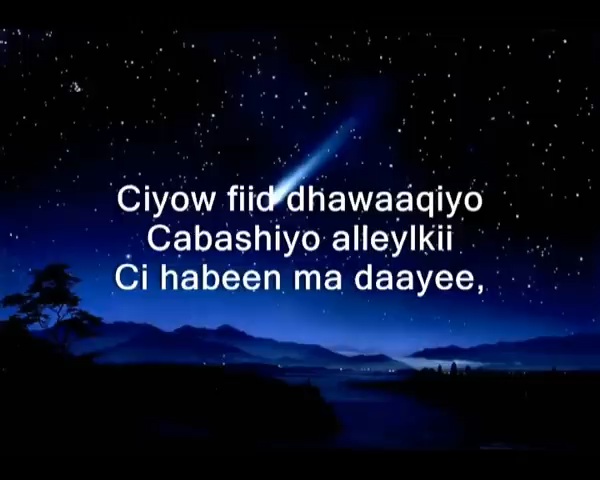 Ciyow fiid dhawaaqiyo
Cabashiyo alleylkii
Ci habeen ma daayee,